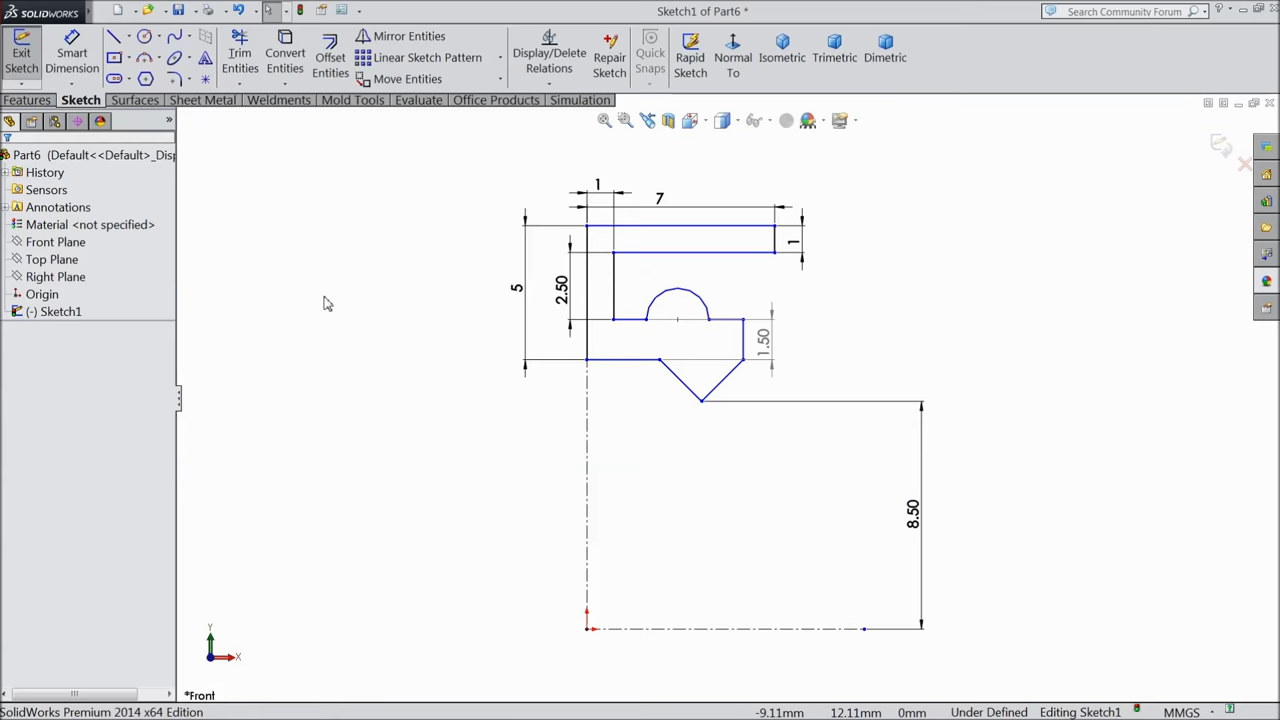 SOLIDWORKS
Sketch1 of Part6 *
Search Community Forum
Exit Sketch
Smart Dimension
Trim Entities
Convert Entities
Offset Entities
Mirror Entities
Linear Sketch Pattern
Move Entities
Display/Delete Relations
Repair Sketch
Quick Snaps
Rapid Sketch
Normal To
Isometric
Trimetric
Dimetric
Features
Sketch
Surfaces
Sheet Metal
Weldments
Mold Tools
Evaluate
Office Products
Simulation
Part6 (Default<<Default>_Disp
History
Sensors
Annotations
Material <not specified>
Front Plane
Top Plane
Right Plane
Origin
(-) Sketch1
1
7
1
5
2.50
1.50
8.50
Y
X
*Front
SolidWorks Premium 2014 x64 Edition
-9.11mm
12.11mm
0mm
Under Defined
Editing Sketch1
MMGS